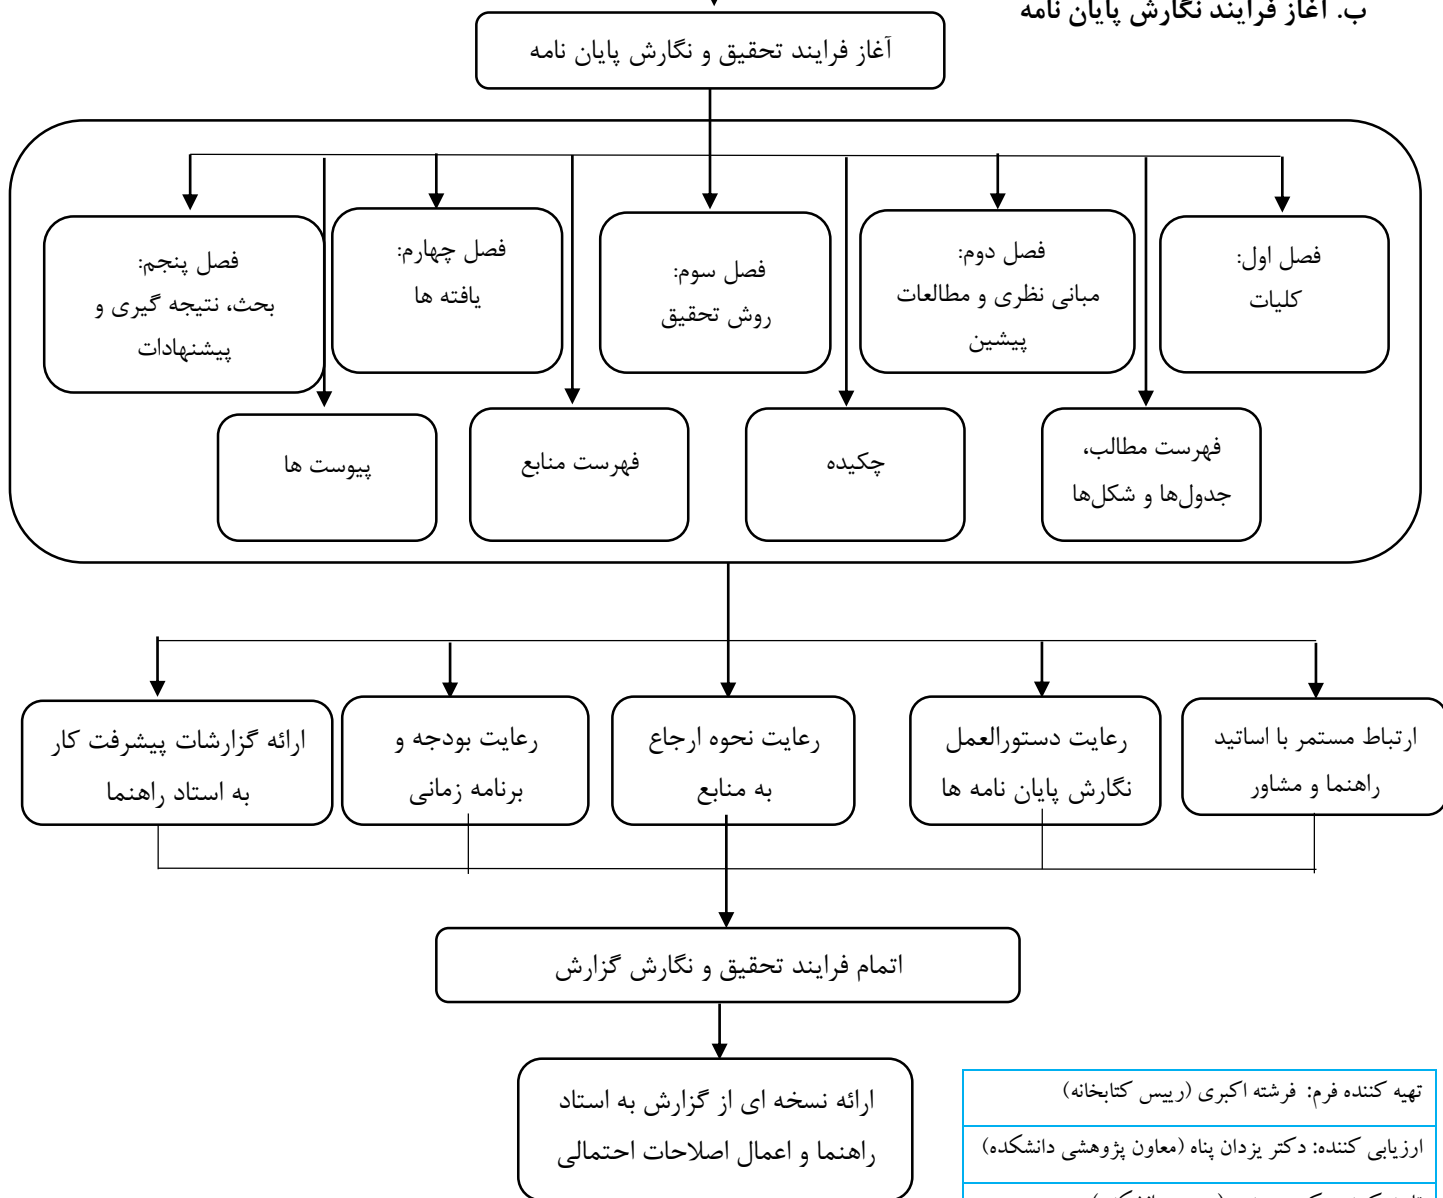 ب. آغاز فرایند نگارش پایان نامه
آغاز فرایند تحقیق و نگارش پایان نامه
فصل اول:
کلیات
فصل دوم:
مبانی نظری و مطالعات
پیشین
فصل سوم:
روش تحقیق
فصل چهارم:
یافته ها
فصل پنجم:
بحث، نتیجه گیری و
پیشنهادات
فهرست مطالب،
جدول‌ها و شکل‌ها
چکیده
فهرست منابع
پیوست ها
ارتباط مستمر با اساتید
راهنما و مشاور
رعایت دستورالعمل
نگارش پایان نامه ها
رعایت نحوه ارجاع
به منابع
رعایت بودجه و
برنامه زمانی
ارائه گزارشات پیشرفت کار
به استاد راهنما
اتمام فرایند تحقیق و نگارش گزارش
ارائه نسخه ای از گزارش به استاد
راهنما و اعمال اصلاحات احتمالی
تهیه کننده فرم: فرشته اکبری (رییس کتابخانه)
ارزیابی کننده: دکتر یزدان پناه (معاون پژوهشی دانشکده)